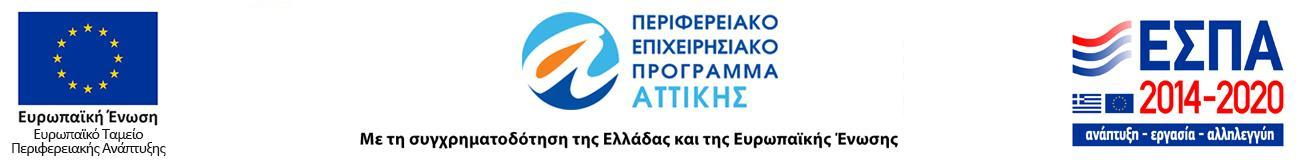 Ευρωπαϊκή Ένωση
Ευρωπαϊκό Ταμείο
Περιφερειακής Ανάπτυξης
ΠΕΡΙΦΕΡΕΙΑΚΟ
ΕΠΙΧΕΙΡΗΣΙΑΚΟ
ΠΡΟΓΡΑΜΜΑ
ΑΤΤΙΚΗΣ
Με τη συγχρηματοδότηση της Ελλάδας και της Ευρωπαϊκής Ένωσης
ΕΣΠΑ
2014-2020
ανάπτυξη - εργασία - αλληλεγγύη